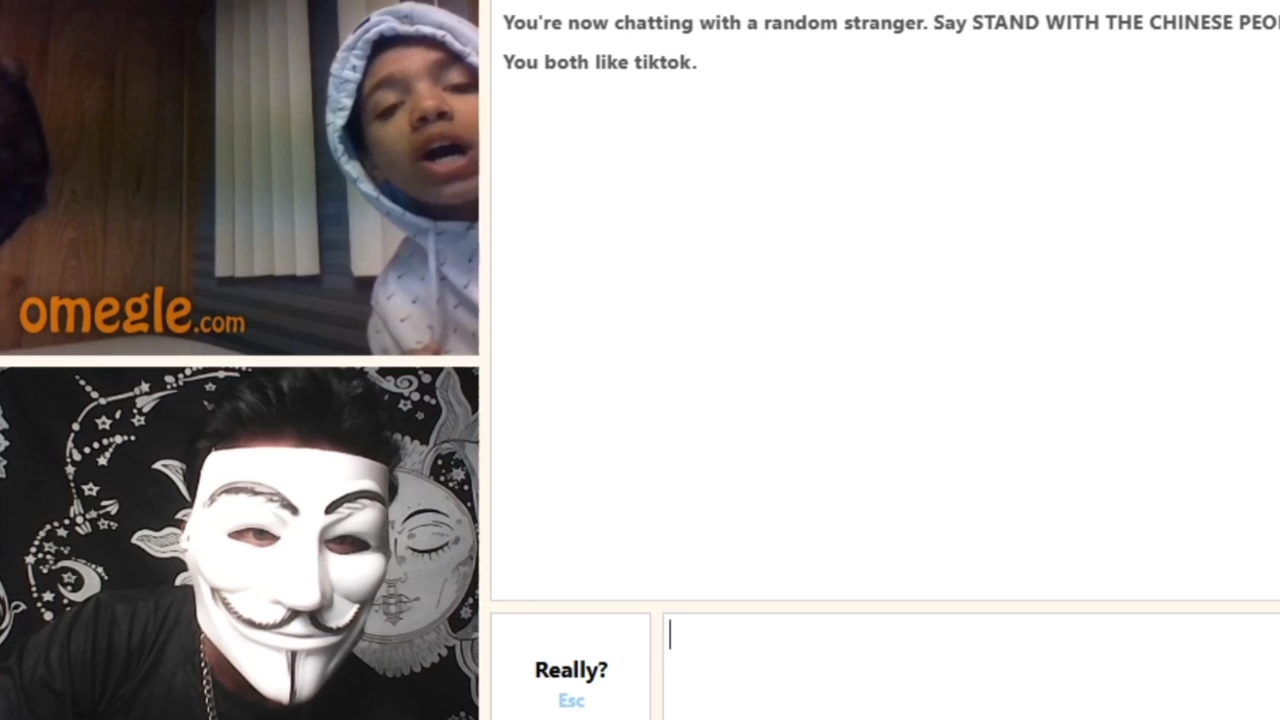 You're now chatting with a random stranger. Say STAND WITH THE CHINESE
You both like tiktok.
omegle.com
Really?
Esc